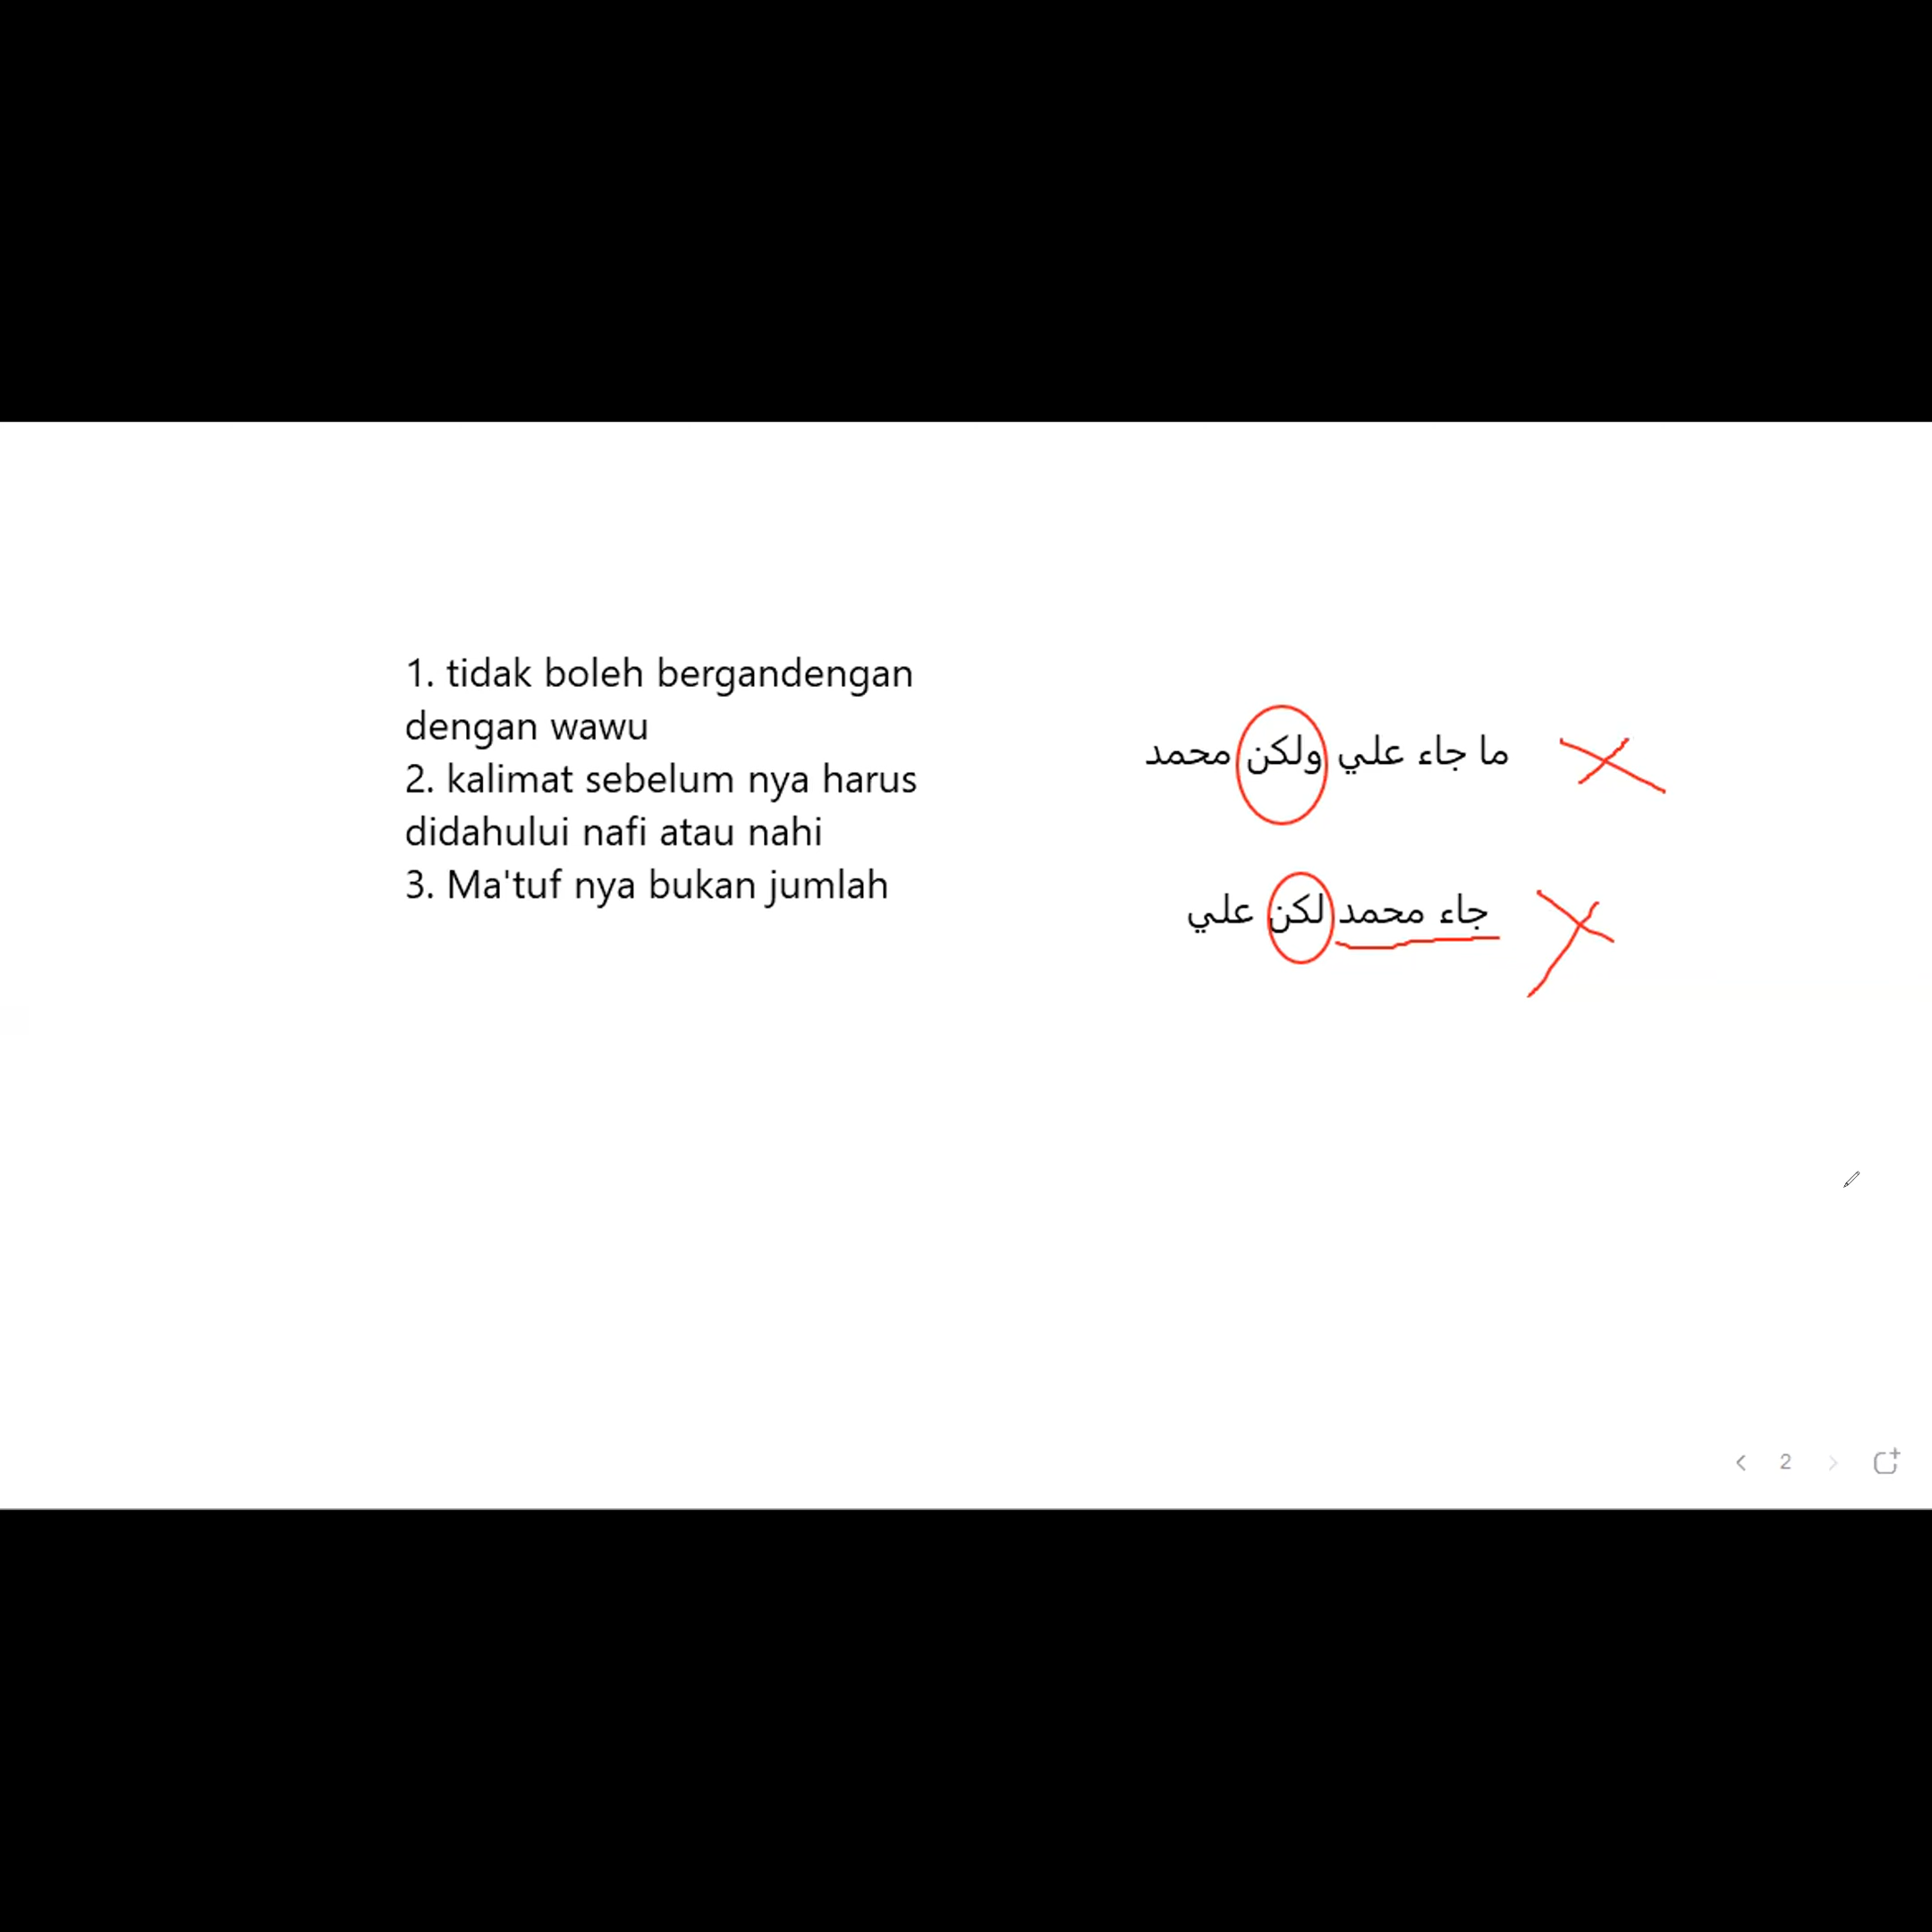 1. tidak boleh bergandengan
dengan wawu
2. kalimat sebelum nya harus
didahului nafi atau nahi
3. Ma'tuf nya bukan jumlah
ما جاء علي ولكن محمد
جاء محمد لكن علي
2